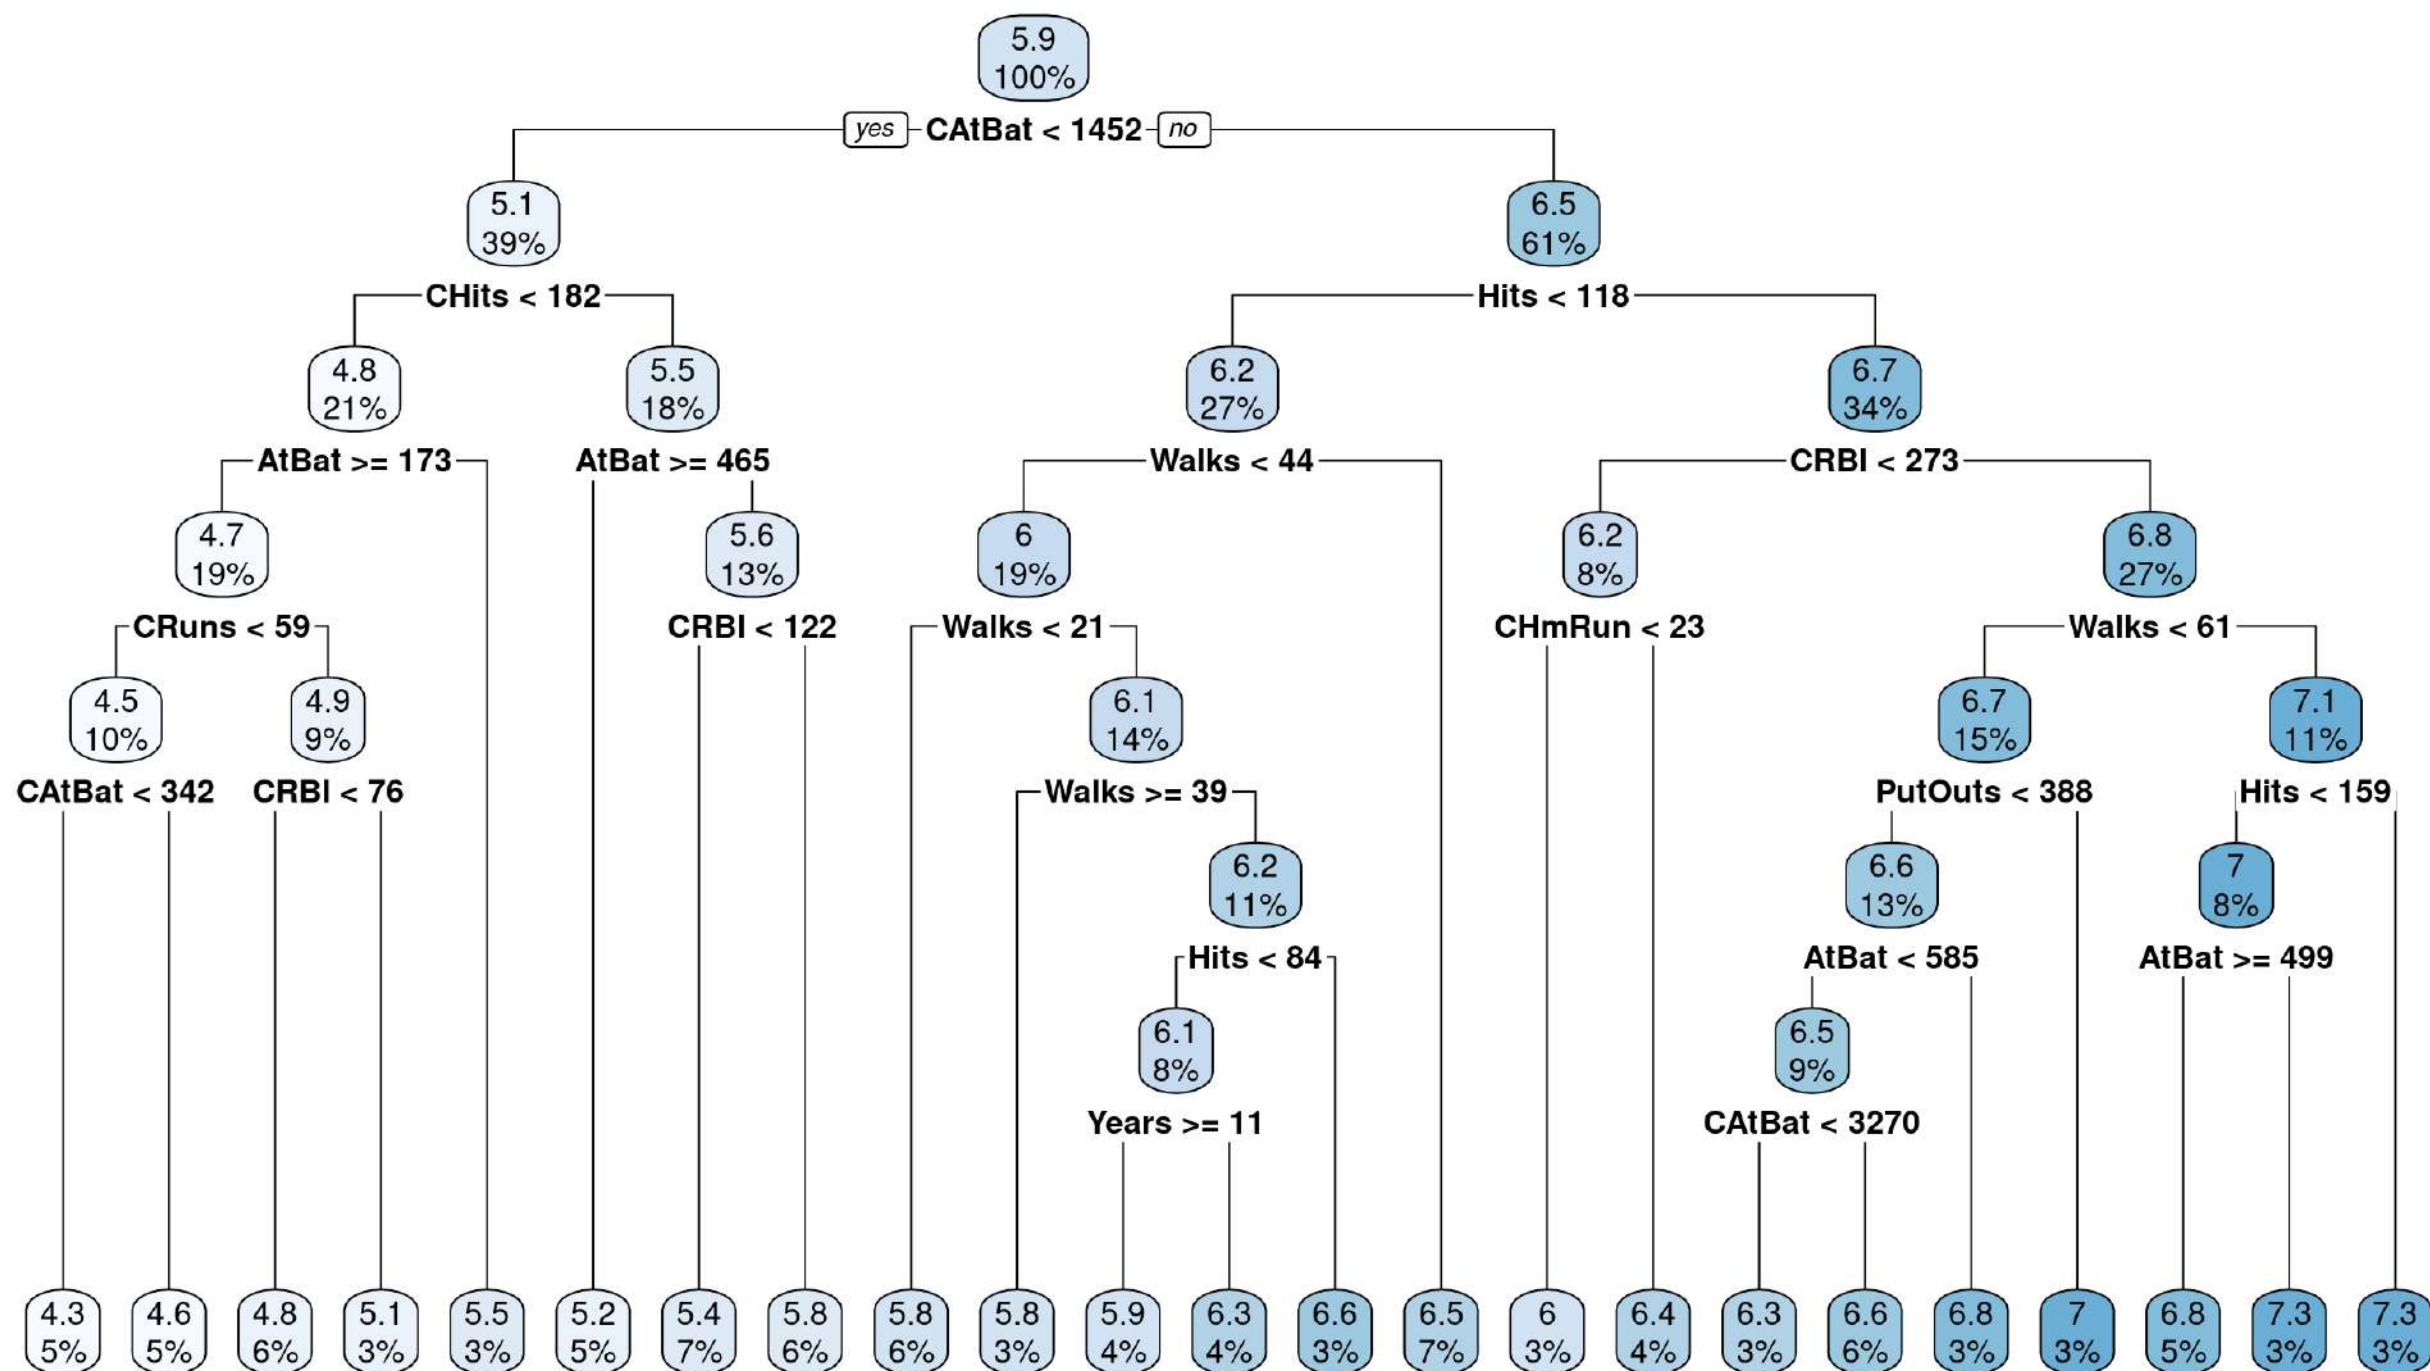 5.9
100%
yes CAtBat < 1452 no
5.1 6.5
39% 61%
CHits < 182 Hits < 118
4.8 5.5 6.2 6.7
21% 18% 27% 34%
AtBat >= 173 AtBat >= 465 Walks < 44 CRBI < 273
4.7 5.6 6 6.2 6.8
19% 13% 19% 8% 27%
CRuns < 59 CRBI < 122 Walks < 21 CHmRun < 23 Walks < 61
4.5 4.9 6.1 6.7 7.1
10% 9% 14% 15% 11%
CAtBat < 342 CRBI < 76 Walks >= 39 PutOuts < 388 Hits < 159
6.2 6.6 7
11% 13% 8%
Hits < 84 AtBat < 585 AtBat >= 499
6.1 6.5
8% 9%
Years >= 11 CAtBat < 3270
4.3 4.6 4.8 5.1 5.5 5.2 5.4 5.8 5.8 5.8 5.9 6.3 6.6 6.5 6 6.4 6.3 6.6 6.8 7 6.8 7.3 7.3
5% 5% 6% 3% 3% 5% 7% 6% 6% 3% 4% 4% 3% 7% 3% 4% 3% 6% 3% 3% 5% 3% 3%